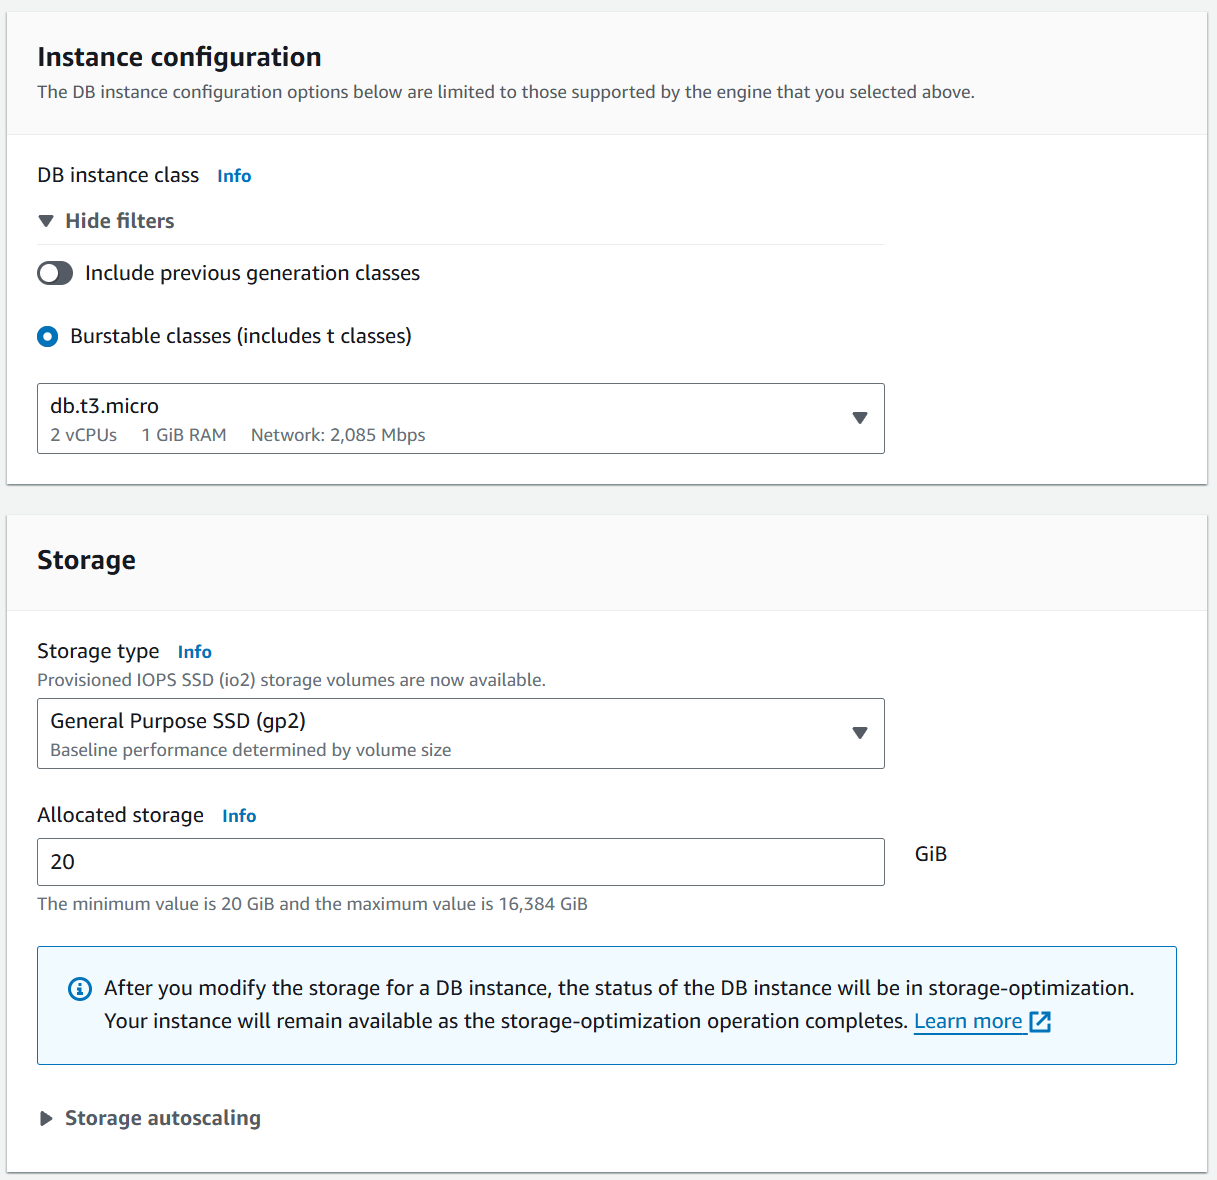 Instance configuration
The DB instance configuration options below are limited to those supported by the engine that you selected above.
DB instance class Info
Hide filters
Include previous generation classes
Burstable classes (includes t classes)
db.t3.micro
2 vCPUs 1 GiB RAM Network: 2,085 Mbps
Storage
Storage type Info
Provisioned IOPS SSD (io2) storage volumes are now available.
General Purpose SSD (gp2)
Baseline performance determined by volume size
Allocated storage Info
20 GiB
The minimum value is 20 GiB and the maximum value is 16,384 GiB
After you modify the storage for a DB instance, the status of the DB instance will be in storage-optimization.
Your instance will remain available as the storage-optimization operation completes. Learn more
Storage autoscaling